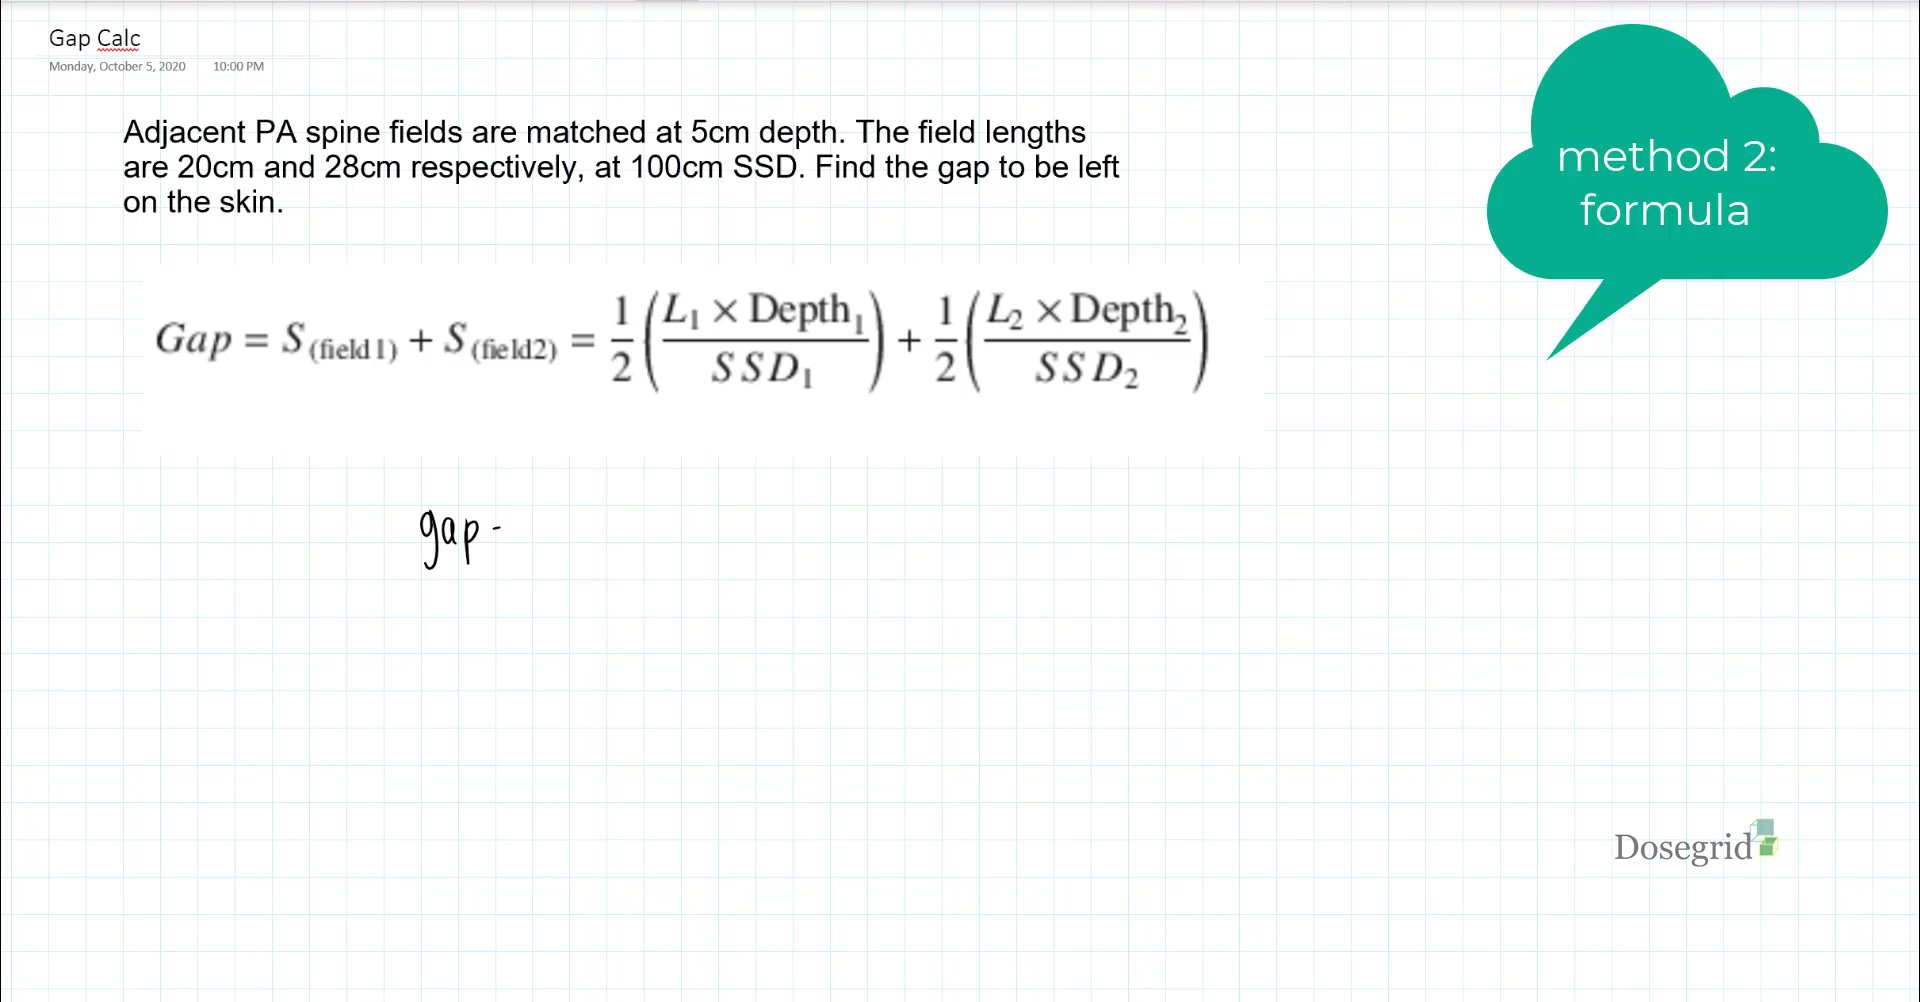 Gap Calc
Monday, October 5, 2020 10:00 PM
Adjacent PA spine fields are matched at 5cm depth. The field lengths
are 20cm and 28cm respectively, at 100cm SSD. Find the gap to be left
on the skin.
method 2:
formula
Gap = S (field1) + S (field2) = 1/2 (L₁ × Depth₁ / SSD₁) + 1/2 (L₂ × Depth₂ / SSD₂)
gap -
Dosegrid